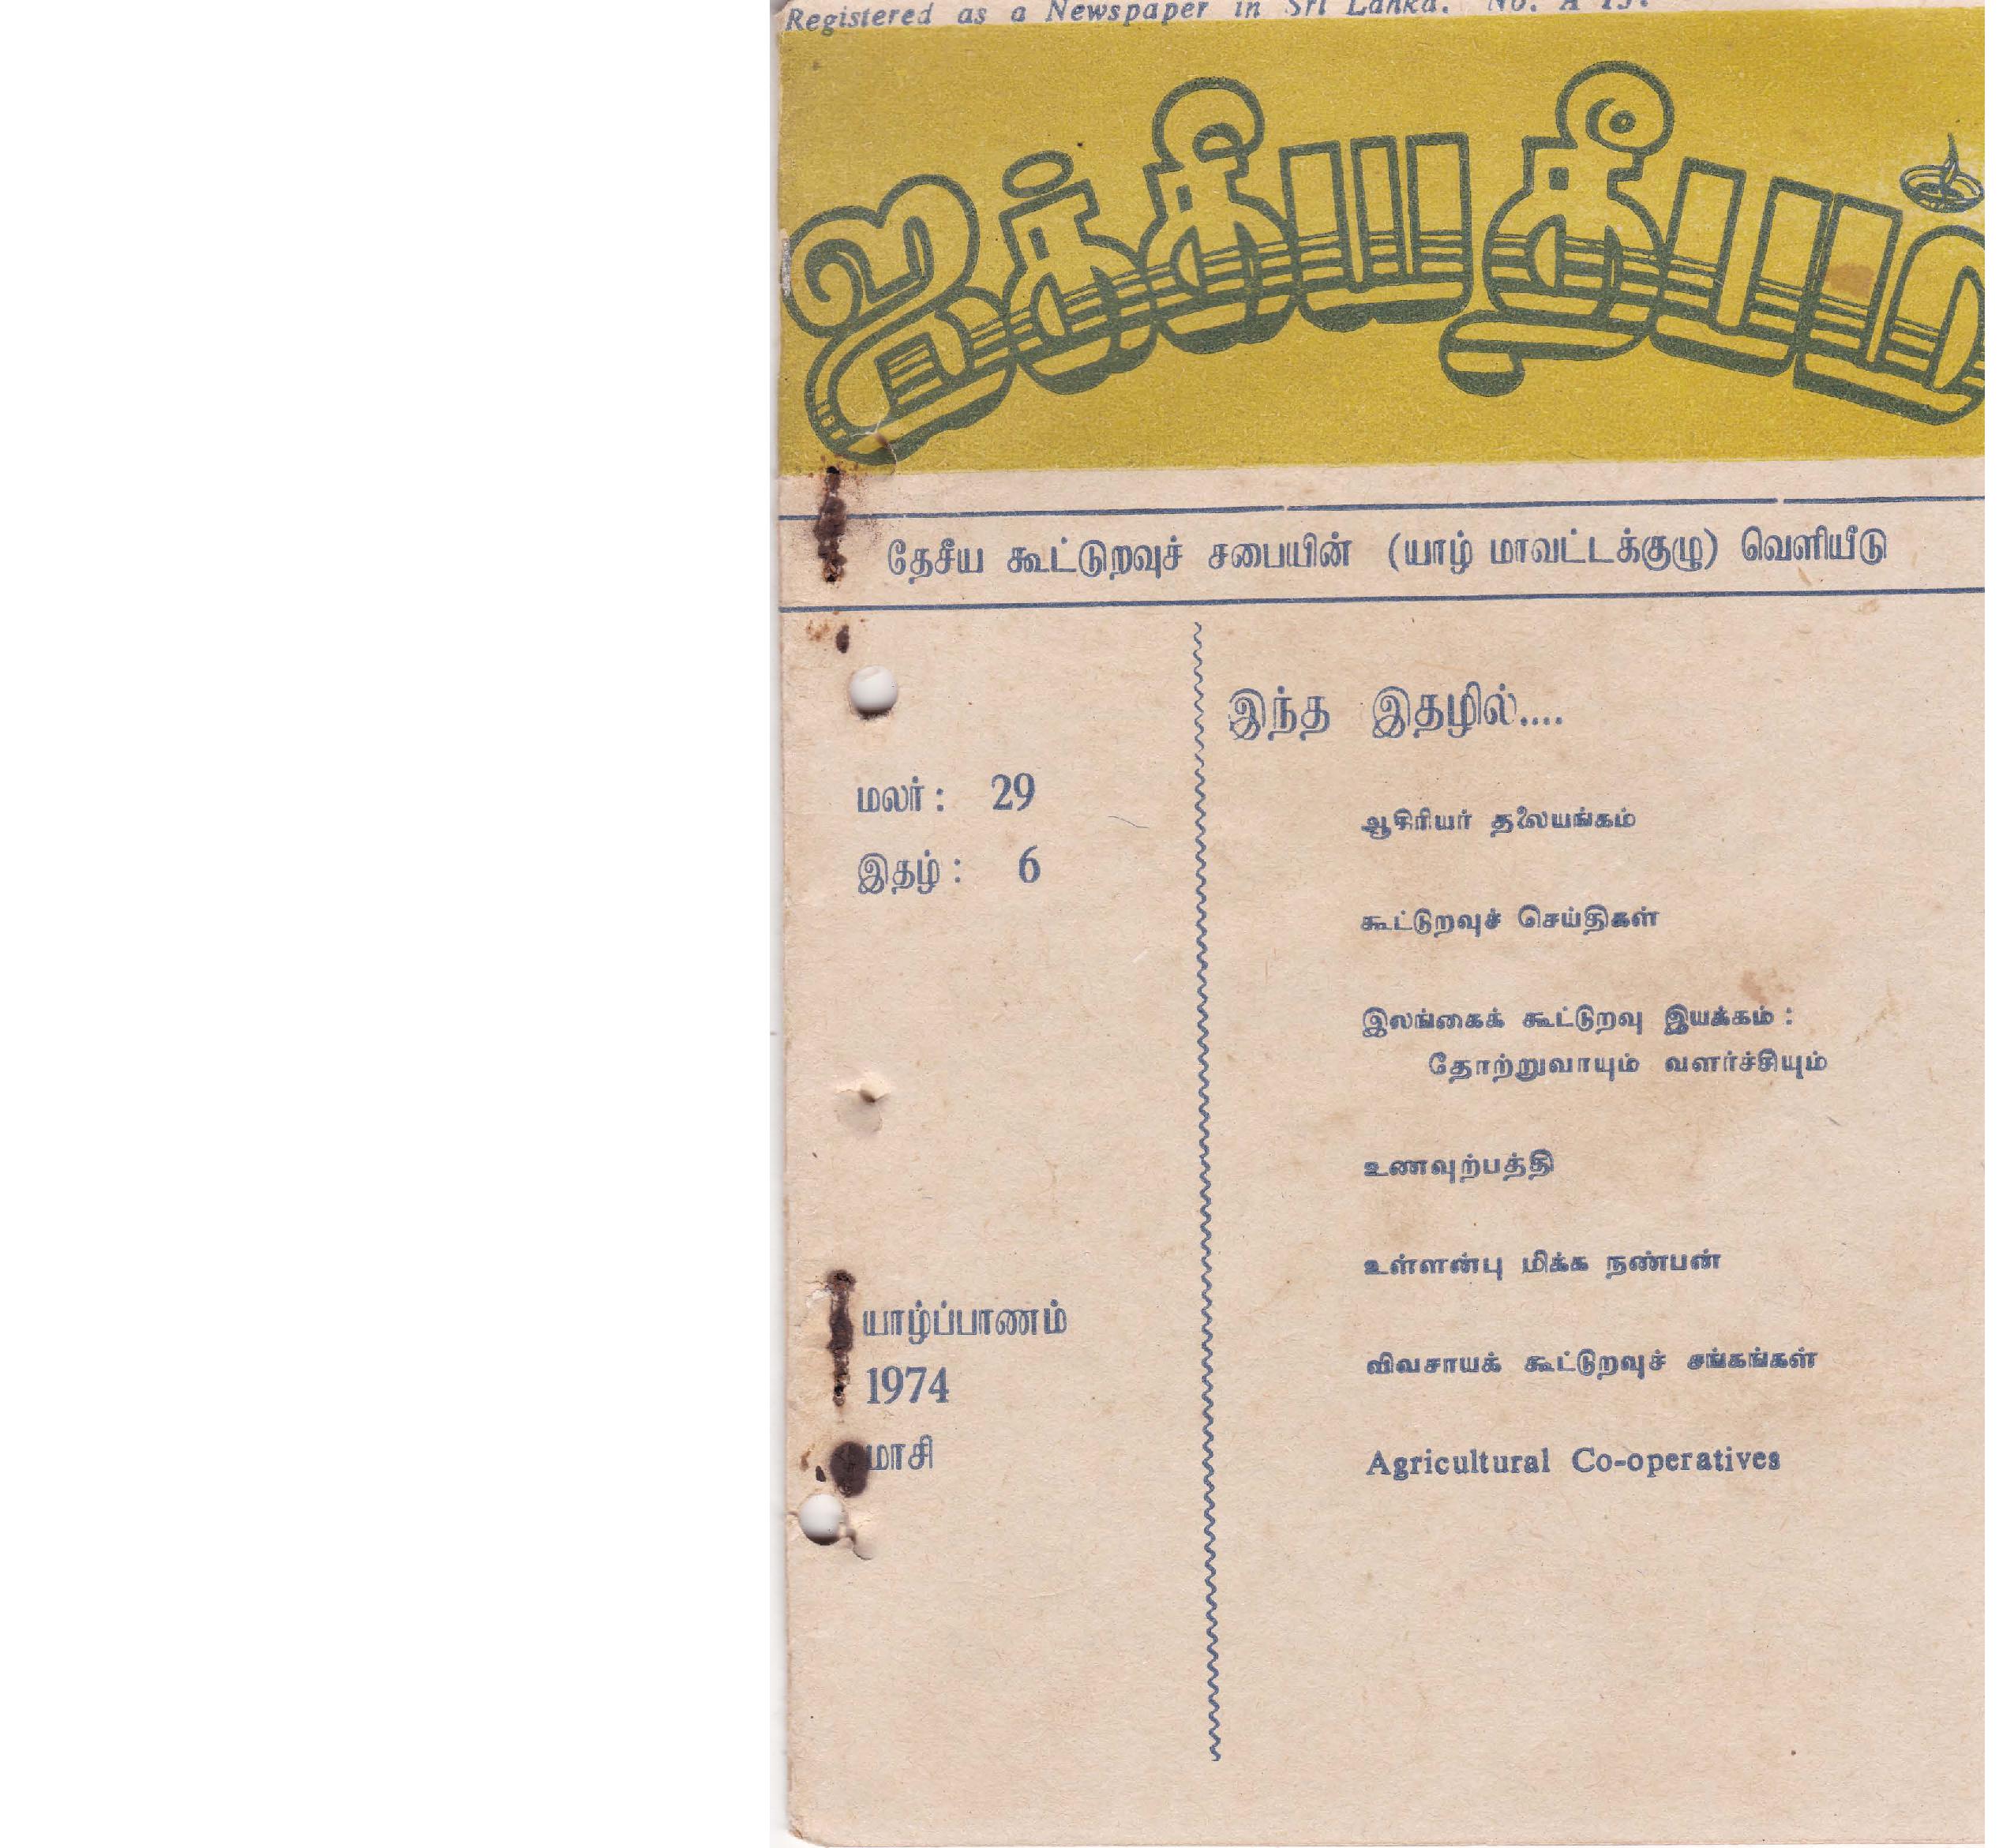 Registered as a Newspaper in Sri Lanka. No. A
ஐக்கியதீபம்
தேசீய கூட்டுறவுச் சபையின் (யாழ் மாவட்டக்குழு) வெளியீடு
மலர் : 29
இதழ் : 6
யாழ்ப்பாணம்
1974
மாசி
இந்த இதழில்....
ஆசிரியர் தலையங்கம்
கூட்டுறவுச் செய்திகள்
இலங்கைக் கூட்டுறவு இயக்கம் :
தோற்றுவாயும் வளர்ச்சியும்
உணவுற்பத்தி
உள்ளன்பு மிக்க நண்பன்
விவசாயக் கூட்டுறவுச் சங்கங்கள்
Agricultural Co-operatives